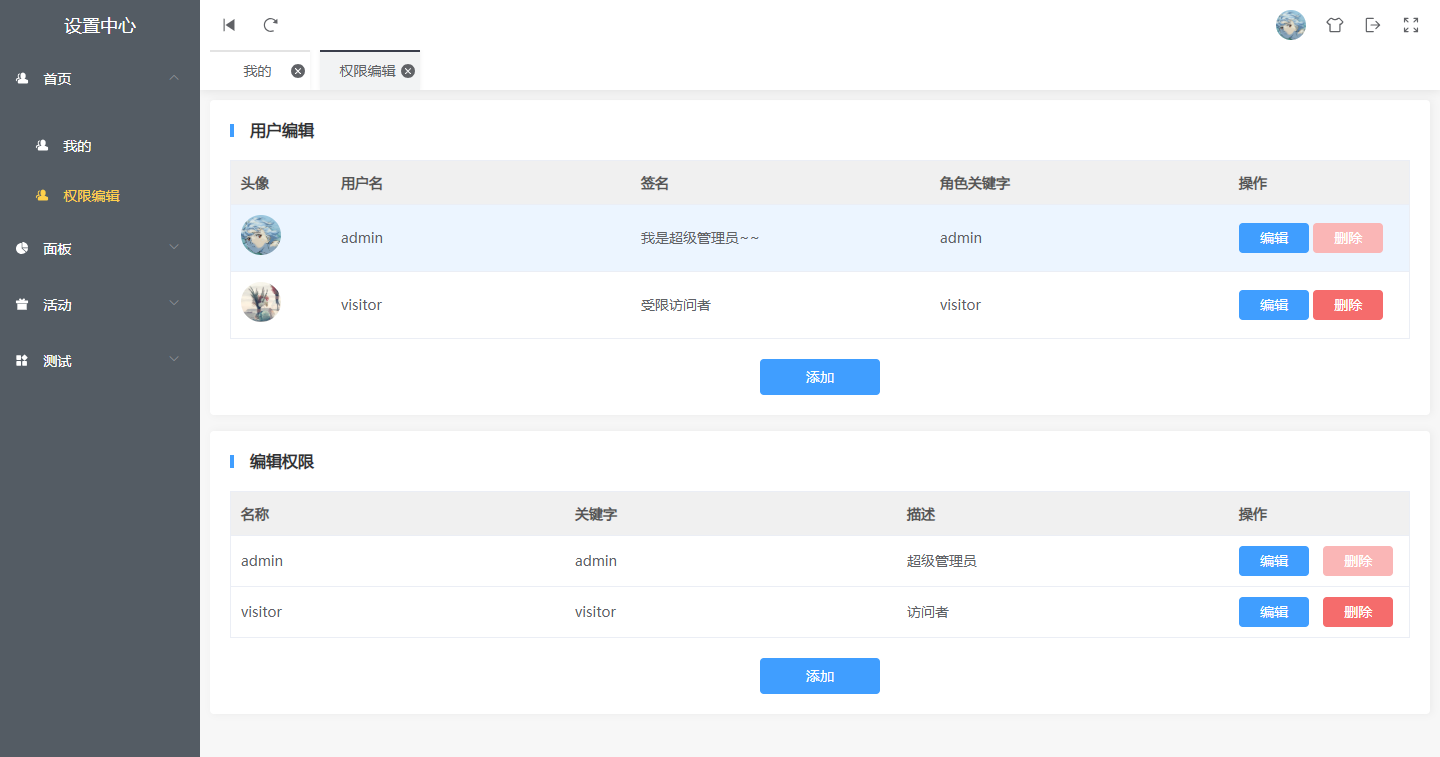 设置中心
首页
我的
权限编辑
面板
活动
测试
我的 权限编辑
用户编辑
头像 用户名 签名 角色关键字 操作
admin 我是超级管理员~~ admin 编辑 删除
visitor 受限访问者 visitor 编辑 删除
添加
编辑权限
名称 关键字 描述 操作
admin admin 超级管理员 编辑 删除
visitor visitor 访问者 编辑 删除
添加